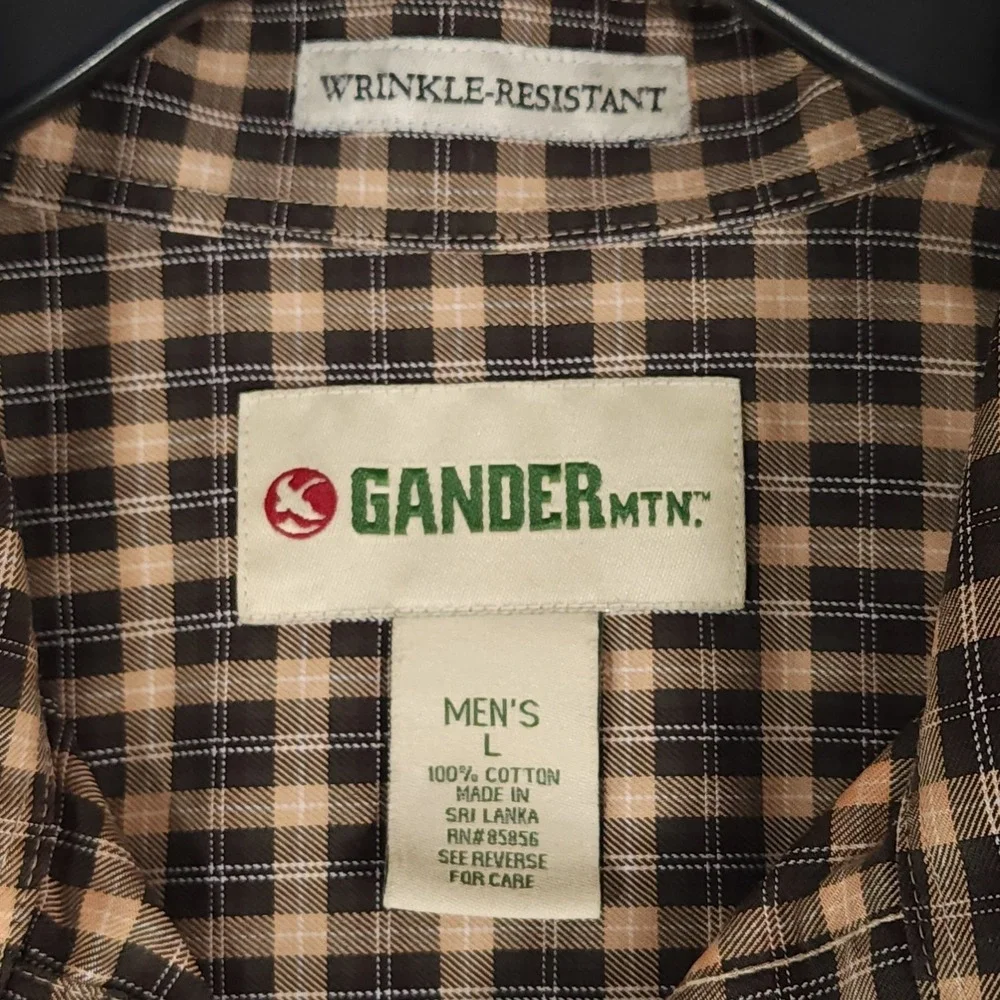 WRINKLE-RESISTANT
GANDER MTN.™
MEN'S
L
100% COTTON
MADE IN
SRI LANKA
RN# 85856
SEE REVERSE
FOR CARE